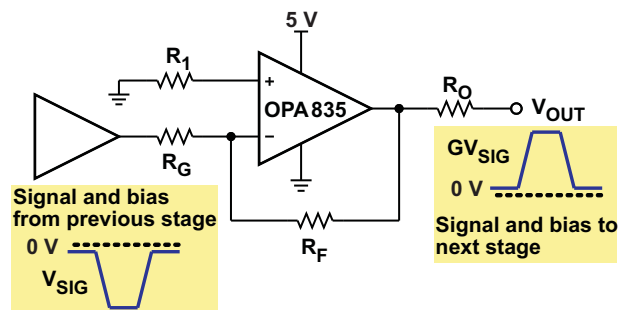 5 V
R1
+
OPA835
−
RO
VOUT
RG
GVSIG
0 V
Signal and bias
from previous stage
0 V
VSIG
RF
Signal and bias to
next stage